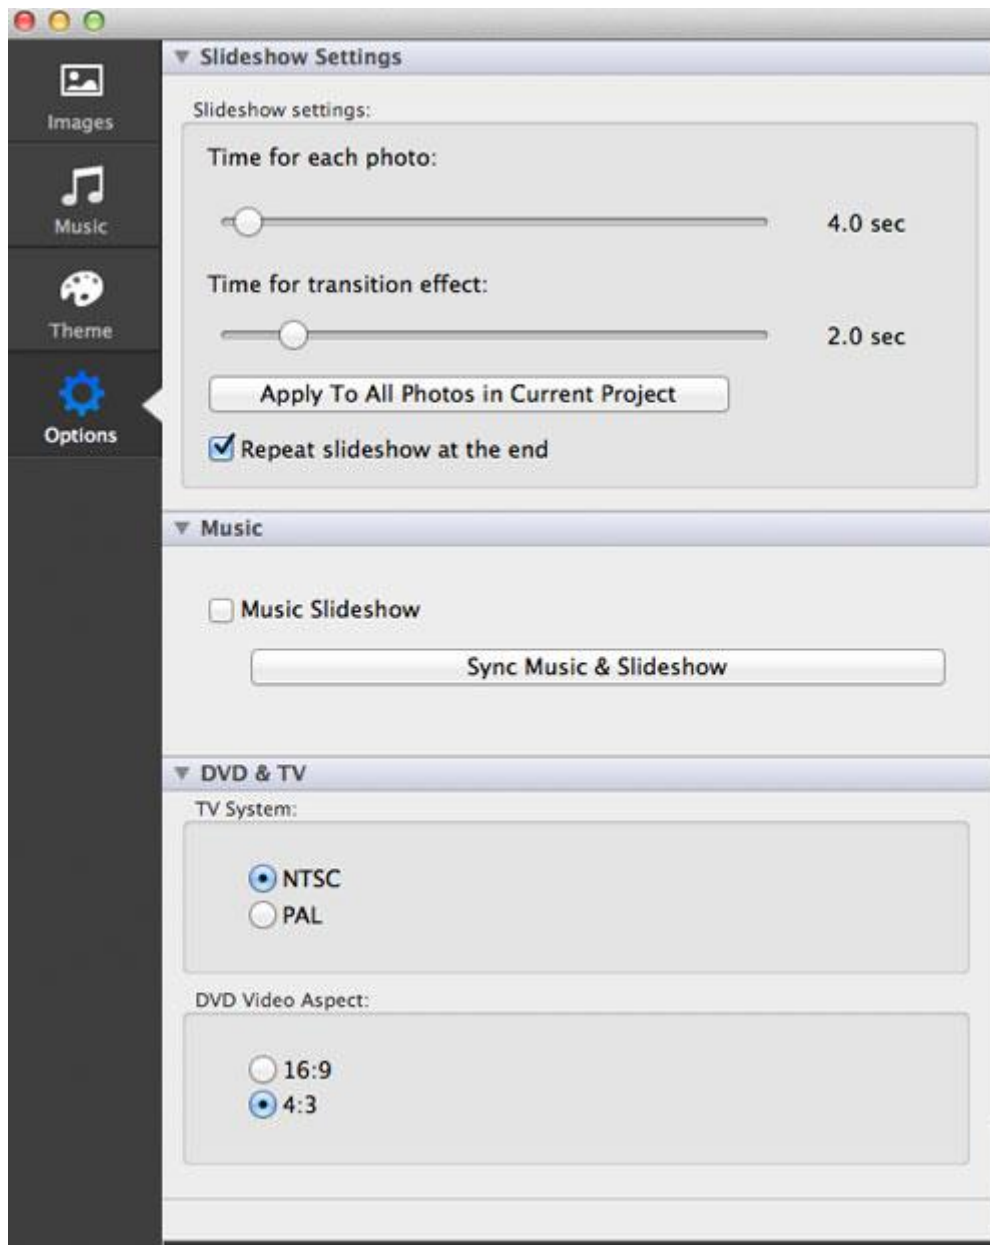 Images
Music
Theme
Options
Slideshow Settings
Slideshow settings:
Time for each photo:
4.0 sec
Time for transition effect:
2.0 sec
Apply To All Photos in Current Project
Repeat slideshow at the end
Music
Music Slideshow
Sync Music & Slideshow
DVD & TV
TV System:
NTSC
PAL
DVD Video Aspect:
16:9
4:3